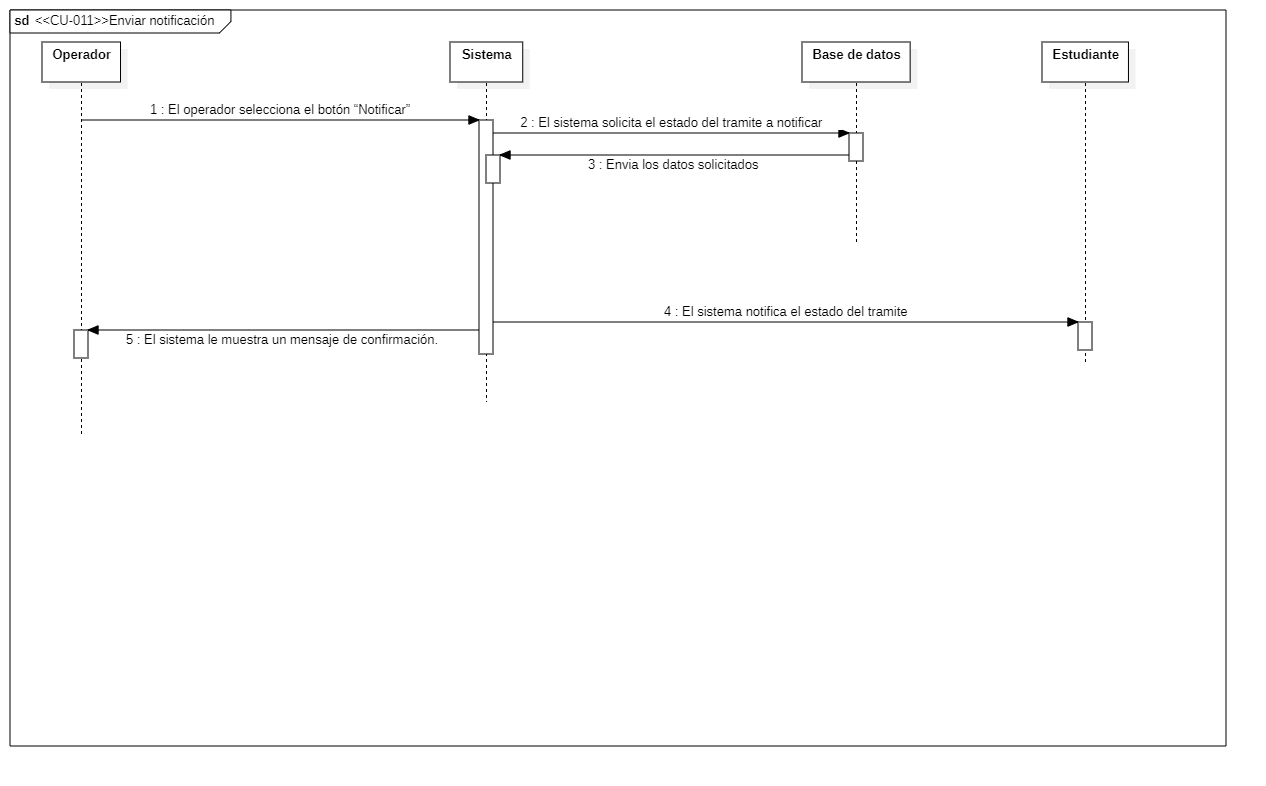 sd <<CU-011>>Enviar notificación
Operador
Sistema
Base de datos
Estudiante
1 : El operador selecciona el botón “Notificar”
2 : El sistema solicita el estado del tramite a notificar
3 : Envia los datos solicitados
4 : El sistema notifica el estado del tramite
5 : El sistema le muestra un mensaje de confirmación.